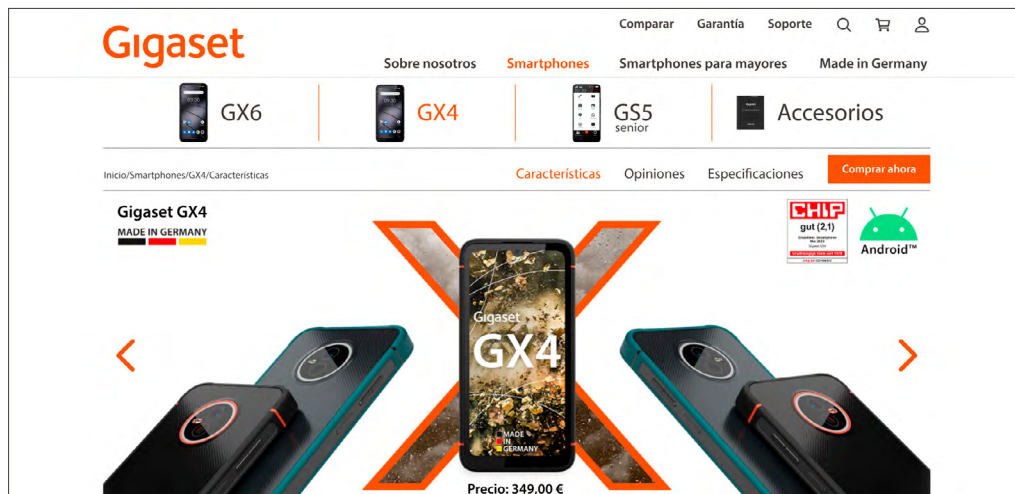 Comparar Garantía Soporte
Gigaset
Sobre nosotros Smartphones Smartphones para mayores Made in Germany
GX6 GX4 GS5 senior Accesorios
Inicio/Smartphones/GX4/Características
Características Opiniones Especificaciones Comprar ahora
Gigaset GX4
MADE IN GERMANY
CHIP
gut (2,1)
Android™
Gigaset
GX4
MADE
IN
GERMANY
Precio: 349,00 €